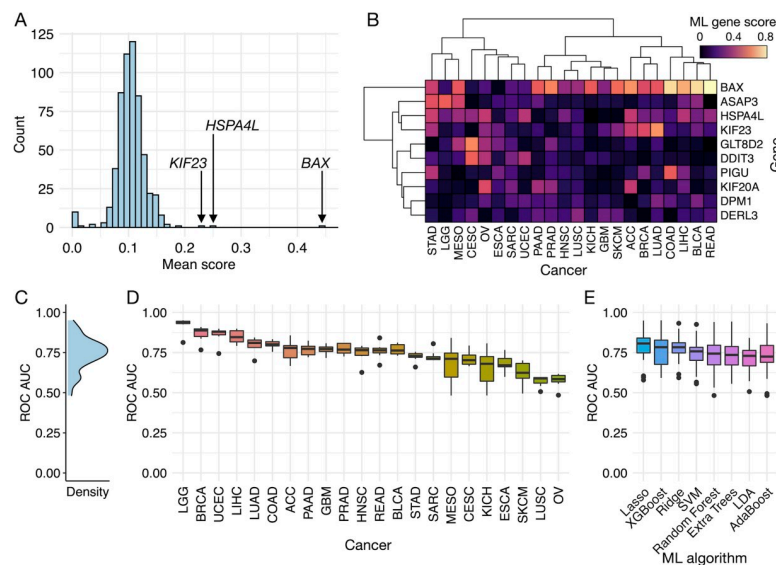 A
125
100
75
50
25
0
Count
HSPA4L
KIF23
BAX
0.0
0.1
0.2
0.3
0.4
Mean score
B
ML gene score
0
0.4
0.8
BAX
ASAP3
HSPA4L
KIF23
GLT8D2
DDIT3
PIGU
KIF20A
DPM1
DERL3
Gene
STAD
LGG
MESO
CESC
OV
ESCA
SARC
UCEC
PAAD
PRAD
HNSC
LUSC
KICH
GBM
SKCM
ACC
BRCA
LUAD
COAD
LIHC
BLCA
READ
Cancer
C
1.00
0.75
0.50
0.25
0.00
ROC AUC
Density
D
1.00
0.75
0.50
0.25
0.00
ROC AUC
LGG
BRCA
UCEC
LIHC
LUAD
COAD
ACC
PAAD
GBM
PRAD
HNSC
READ
BLCA
STAD
SARC
MESO
CESC
KICH
ESCA
SKCM
LUSC
OV
Cancer
E
1.00
0.75
0.50
0.25
0.00
ROC AUC
Lasso
XGBoost
Ridge
SVM
Random Forest
Extra Trees
LDA
AdaBoost
ML algorithm